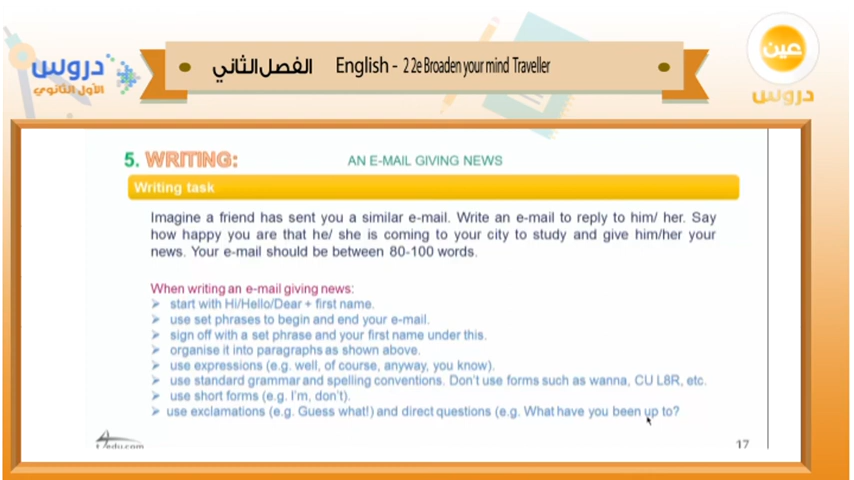 دروس
الأول الثانوي
الفصل الثاني English - 2 2e Broaden your mind Traveller
عين
دروس
5. WRITING: AN E-MAIL GIVING NEWS
Writing task
Imagine a friend has sent you a similar e-mail. Write an e-mail to reply to him/ her. Say
how happy you are that he/ she is coming to your city to study and give him/her your
news. Your e-mail should be between 80-100 words.
When writing an e-mail giving news:
➢ start with Hi/Hello/Dear + first name.
➢ use set phrases to begin and end your e-mail.
➢ sign off with a set phrase and your first name under this.
➢ organise it into paragraphs as shown above.
➢ use expressions (e.g. well, of course, anyway, you know).
➢ use standard grammar and spelling conventions. Don't use forms such as wanna, CU L8R, etc.
➢ use short forms (e.g. I'm, don't).
➢ use exclamations (e.g. Guess what!) and direct questions (e.g. What have you been up to?
17